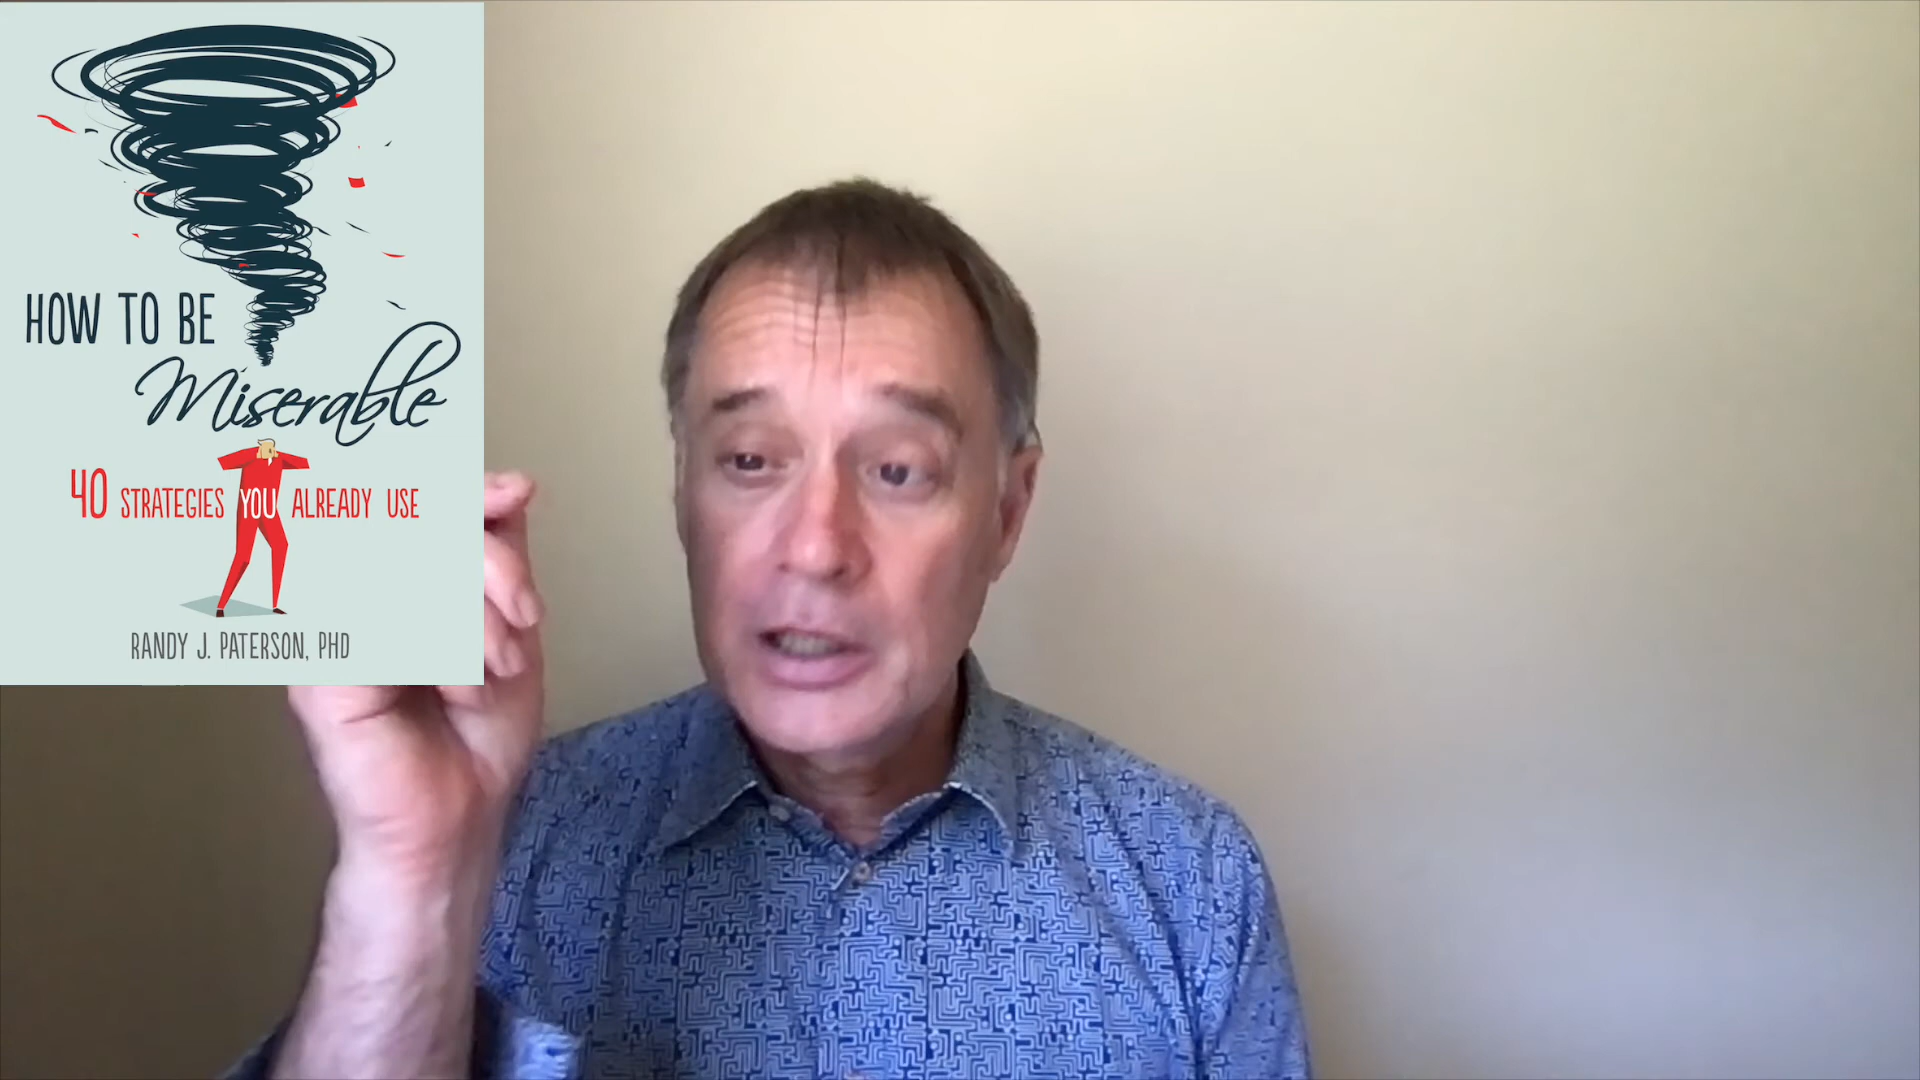 HOW TO BE
Miserable
40 STRATEGIES YOU ALREADY USE
RANDY J. PATERSON, PHD